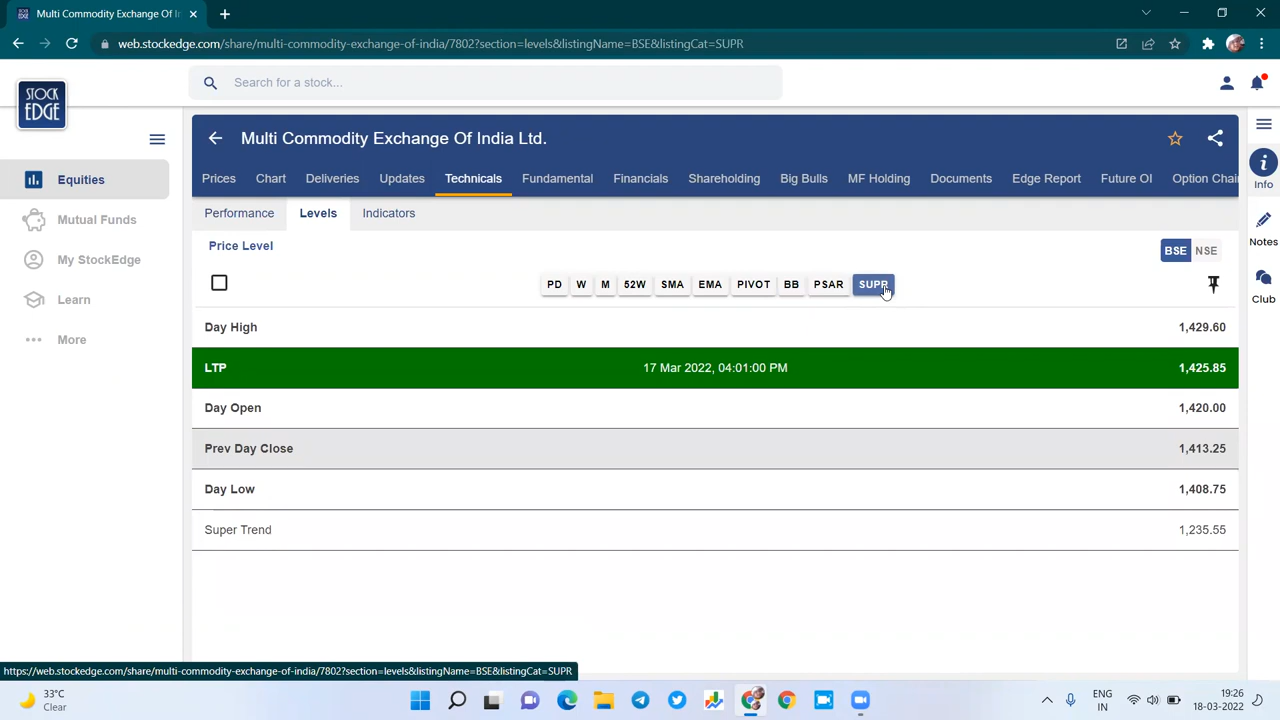 Multi Commodity Exchange Of In
web.stockedge.com/share/multi-commodity-exchange-of-india/7802?section=levels&listingName=BSE&listingCat=SUPR
STOCK
EDGE
Search for a stock...
Equities
Mutual Funds
My StockEdge
Learn
More
Multi Commodity Exchange Of India Ltd.
Prices Chart Deliveries Updates Technicals Fundamental Financials Shareholding Big Bulls MF Holding Documents Edge Report Future OI Option Chain
Performance Levels Indicators
Price Level BSE NSE
PD W M 52W SMA EMA PIVOT BB PSAR SUPR
Day High 1,429.60
LTP 17 Mar 2022, 04:01:00 PM 1,425.85
Day Open 1,420.00
Prev Day Close 1,413.25
Day Low 1,408.75
Super Trend 1,235.55
Info
Notes
Club
https://web.stockedge.com/share/multi-commodity-exchange-of-india/7802?section=levels&listingName=BSE&listingCat=SUPR
33°C
Clear
ENG
IN
19:26
18-03-2022